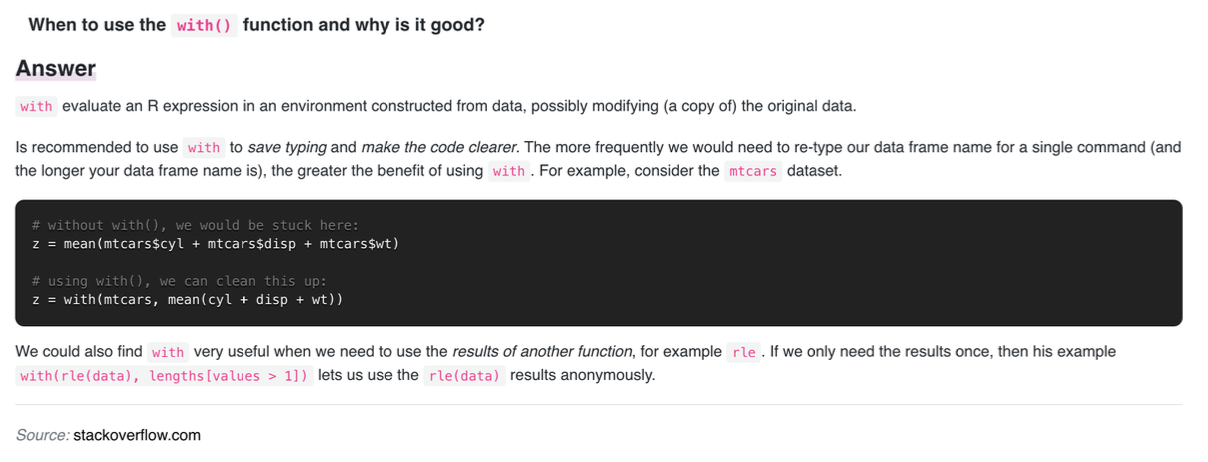 When to use the with() function and why is it good?
Answer
with evaluate an R expression in an environment constructed from data, possibly modifying (a copy of) the original data.
Is recommended to use with to save typing and make the code clearer. The more frequently we would need to re-type our data frame name for a single command (and
the longer your data frame name is), the greater the benefit of using with . For example, consider the mtcars dataset.
# without with(), we would be stuck here:
z = mean(mtcars$cyl + mtcars$disp + mtcars$wt)
# using with(), we can clean this up:
z = with(mtcars, mean(cyl + disp + wt))
We could also find with very useful when we need to use the results of another function, for example rle . If we only need the results once, then his example
with(rle(data), lengths[values > 1]) lets us use the rle(data) results anonymously.
Source: stackoverflow.com